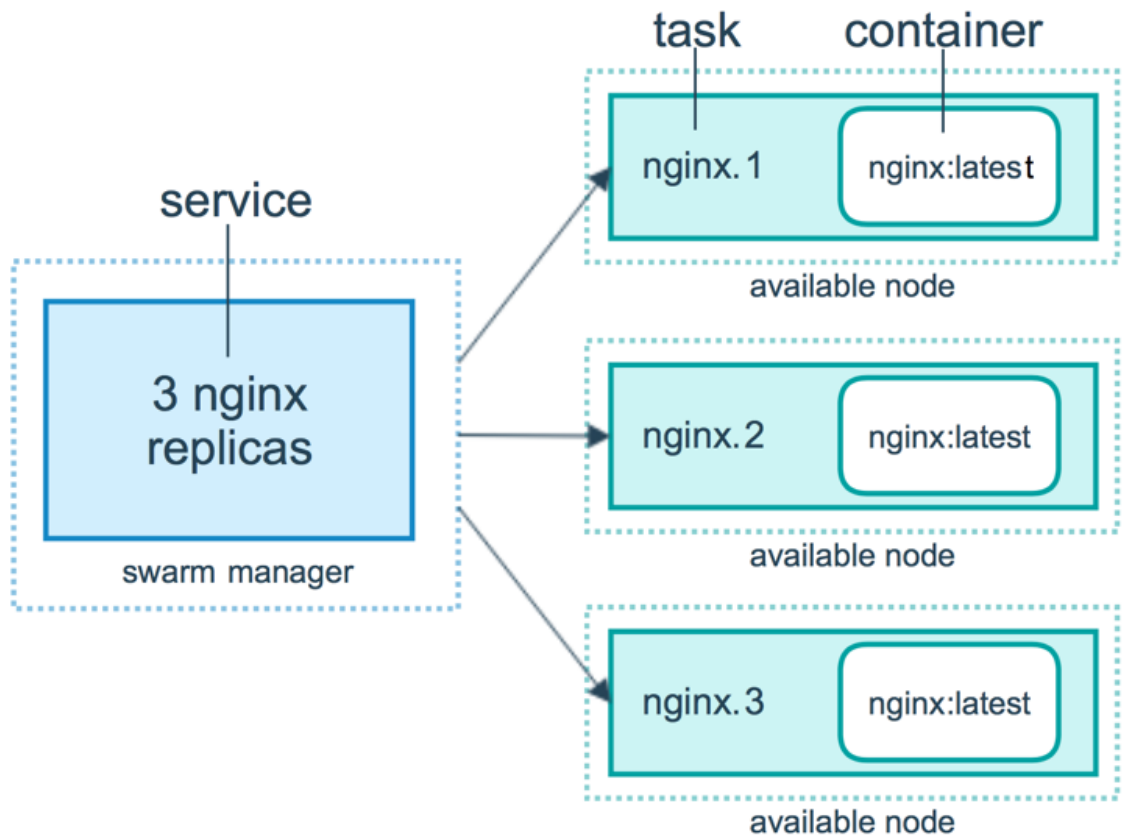 task
container
nginx.1
nginx:latest
available node
service
3 nginx
replicas
swarm manager
nginx.2
nginx:latest
available node
nginx.3
nginx:latest
available node